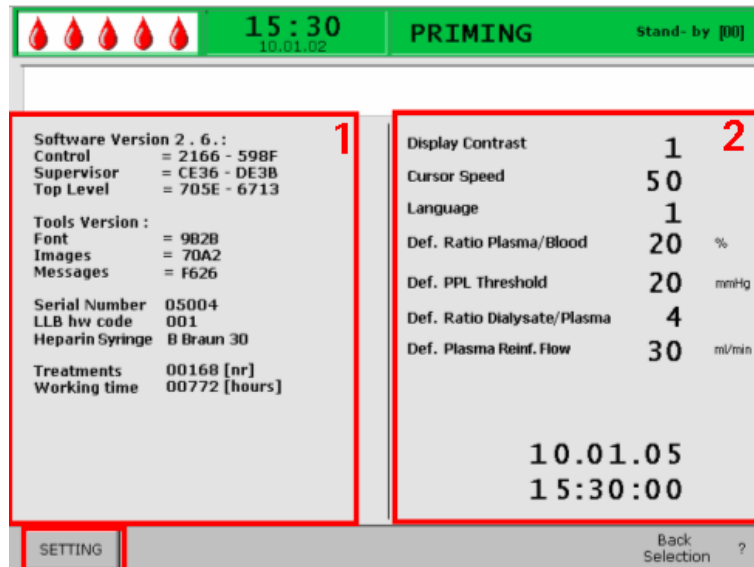 15:30
10.01.02
PRIMING
Stand- by [00]
1
Software Version 2 . 6 . :
Control = 2166 - 598F
Supervisor = CE36 - DE3B
Top Level = 705E - 6713
Tools Version :
Font = 9B2B
Images = 70A2
Messages = F626
Serial Number 05004
LLB hw code 001
Heparin Syringe B Braun 30
Treatments 00168 [nr]
Working time 00772 [hours]
2
Display Contrast 1
Cursor Speed 50
Language 1
Def. Ratio Plasma/Blood 20 %
Def. PPL Threshold 20 mmHg
Def. Ratio Dialysate/Plasma 4
Def. Plasma Reinf. Flow 30 ml/min
10.01.05
15:30:00
SETTING
Back
Selection
?